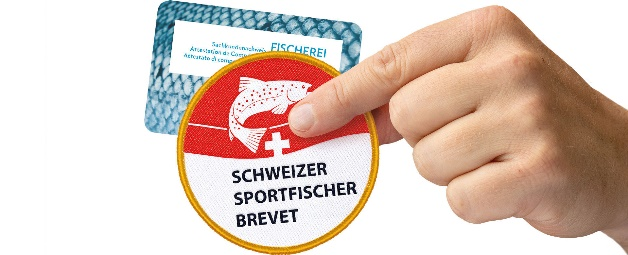 Sachkundenachweis FISCHEREI
Attestation de
Attestato di
SCHWEIZER
SPORTFISCHER
BREVET